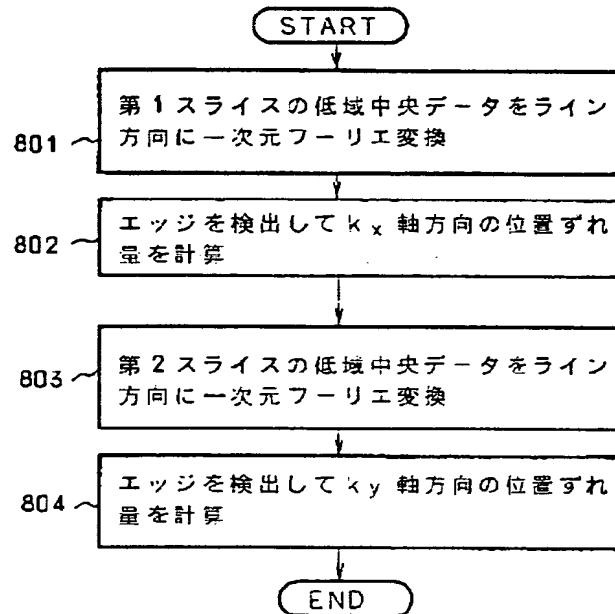 START
801
第1スライスの低域中央データをライン
方向に一次元フーリエ変換
802
エッジを検出してkx 軸方向の位置ずれ
量を計算
803
第2スライスの低域中央データをライン
方向に一次元フーリエ変換
804
エッジを検出してky 軸方向の位置ずれ
量を計算
END